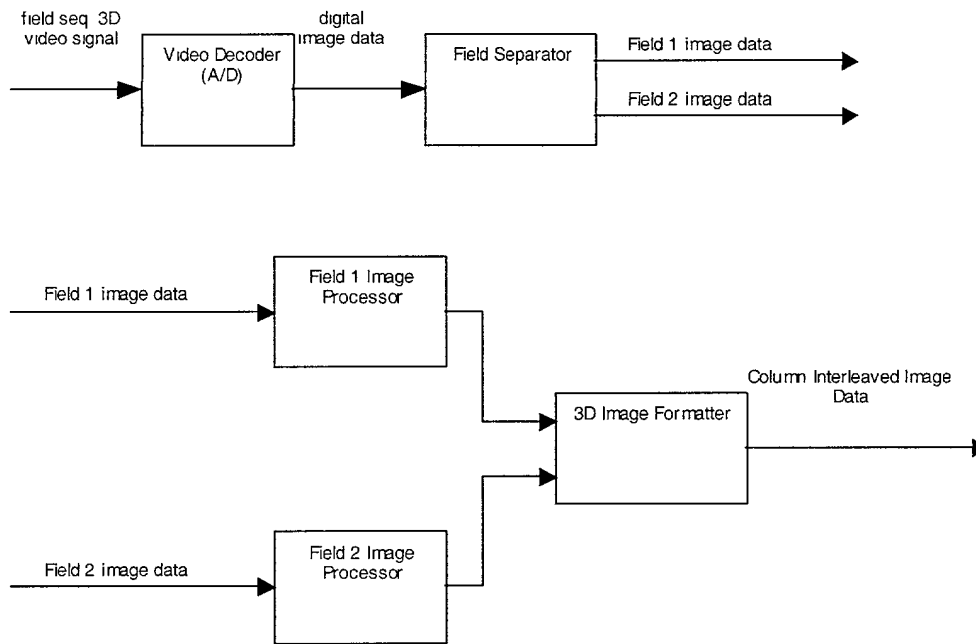 field seq. 3D
video signal
digital
image data
Video Decoder
(A/D)
Field Separator
Field 1 image data
Field 2 image data
Field 1 Image
Processor
Field 1 image data
3D Image Formatter
Column Interleaved Image
Data
Field 2 Image
Processor
Field 2 image data